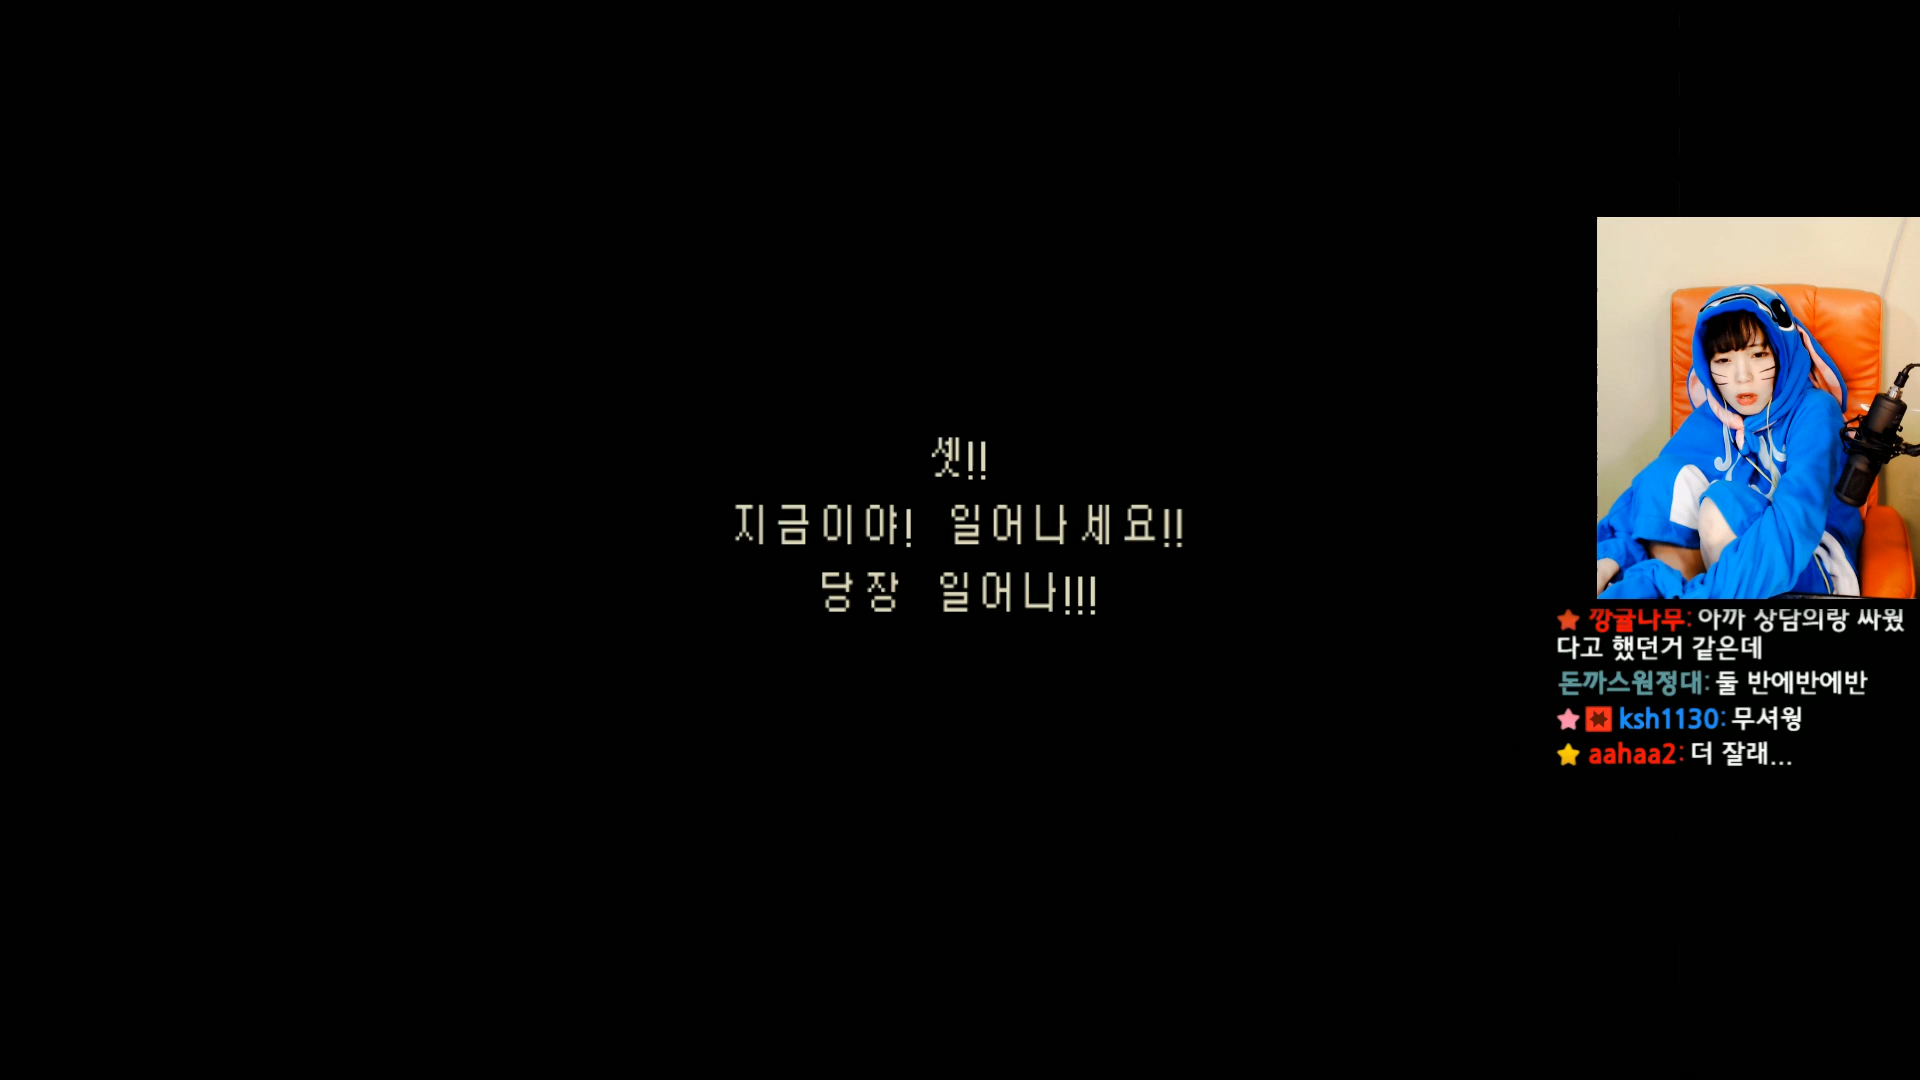 셋!!
지금이야! 일어나세요!!
당장 일어나!!!
깡귤나무: 아까 상담의랑 싸웠
다고 했던거 같은데
돈까스원정대: 둘 반에반에반
ksh1130: 무셔웡
aahaa2: 더 잘래...